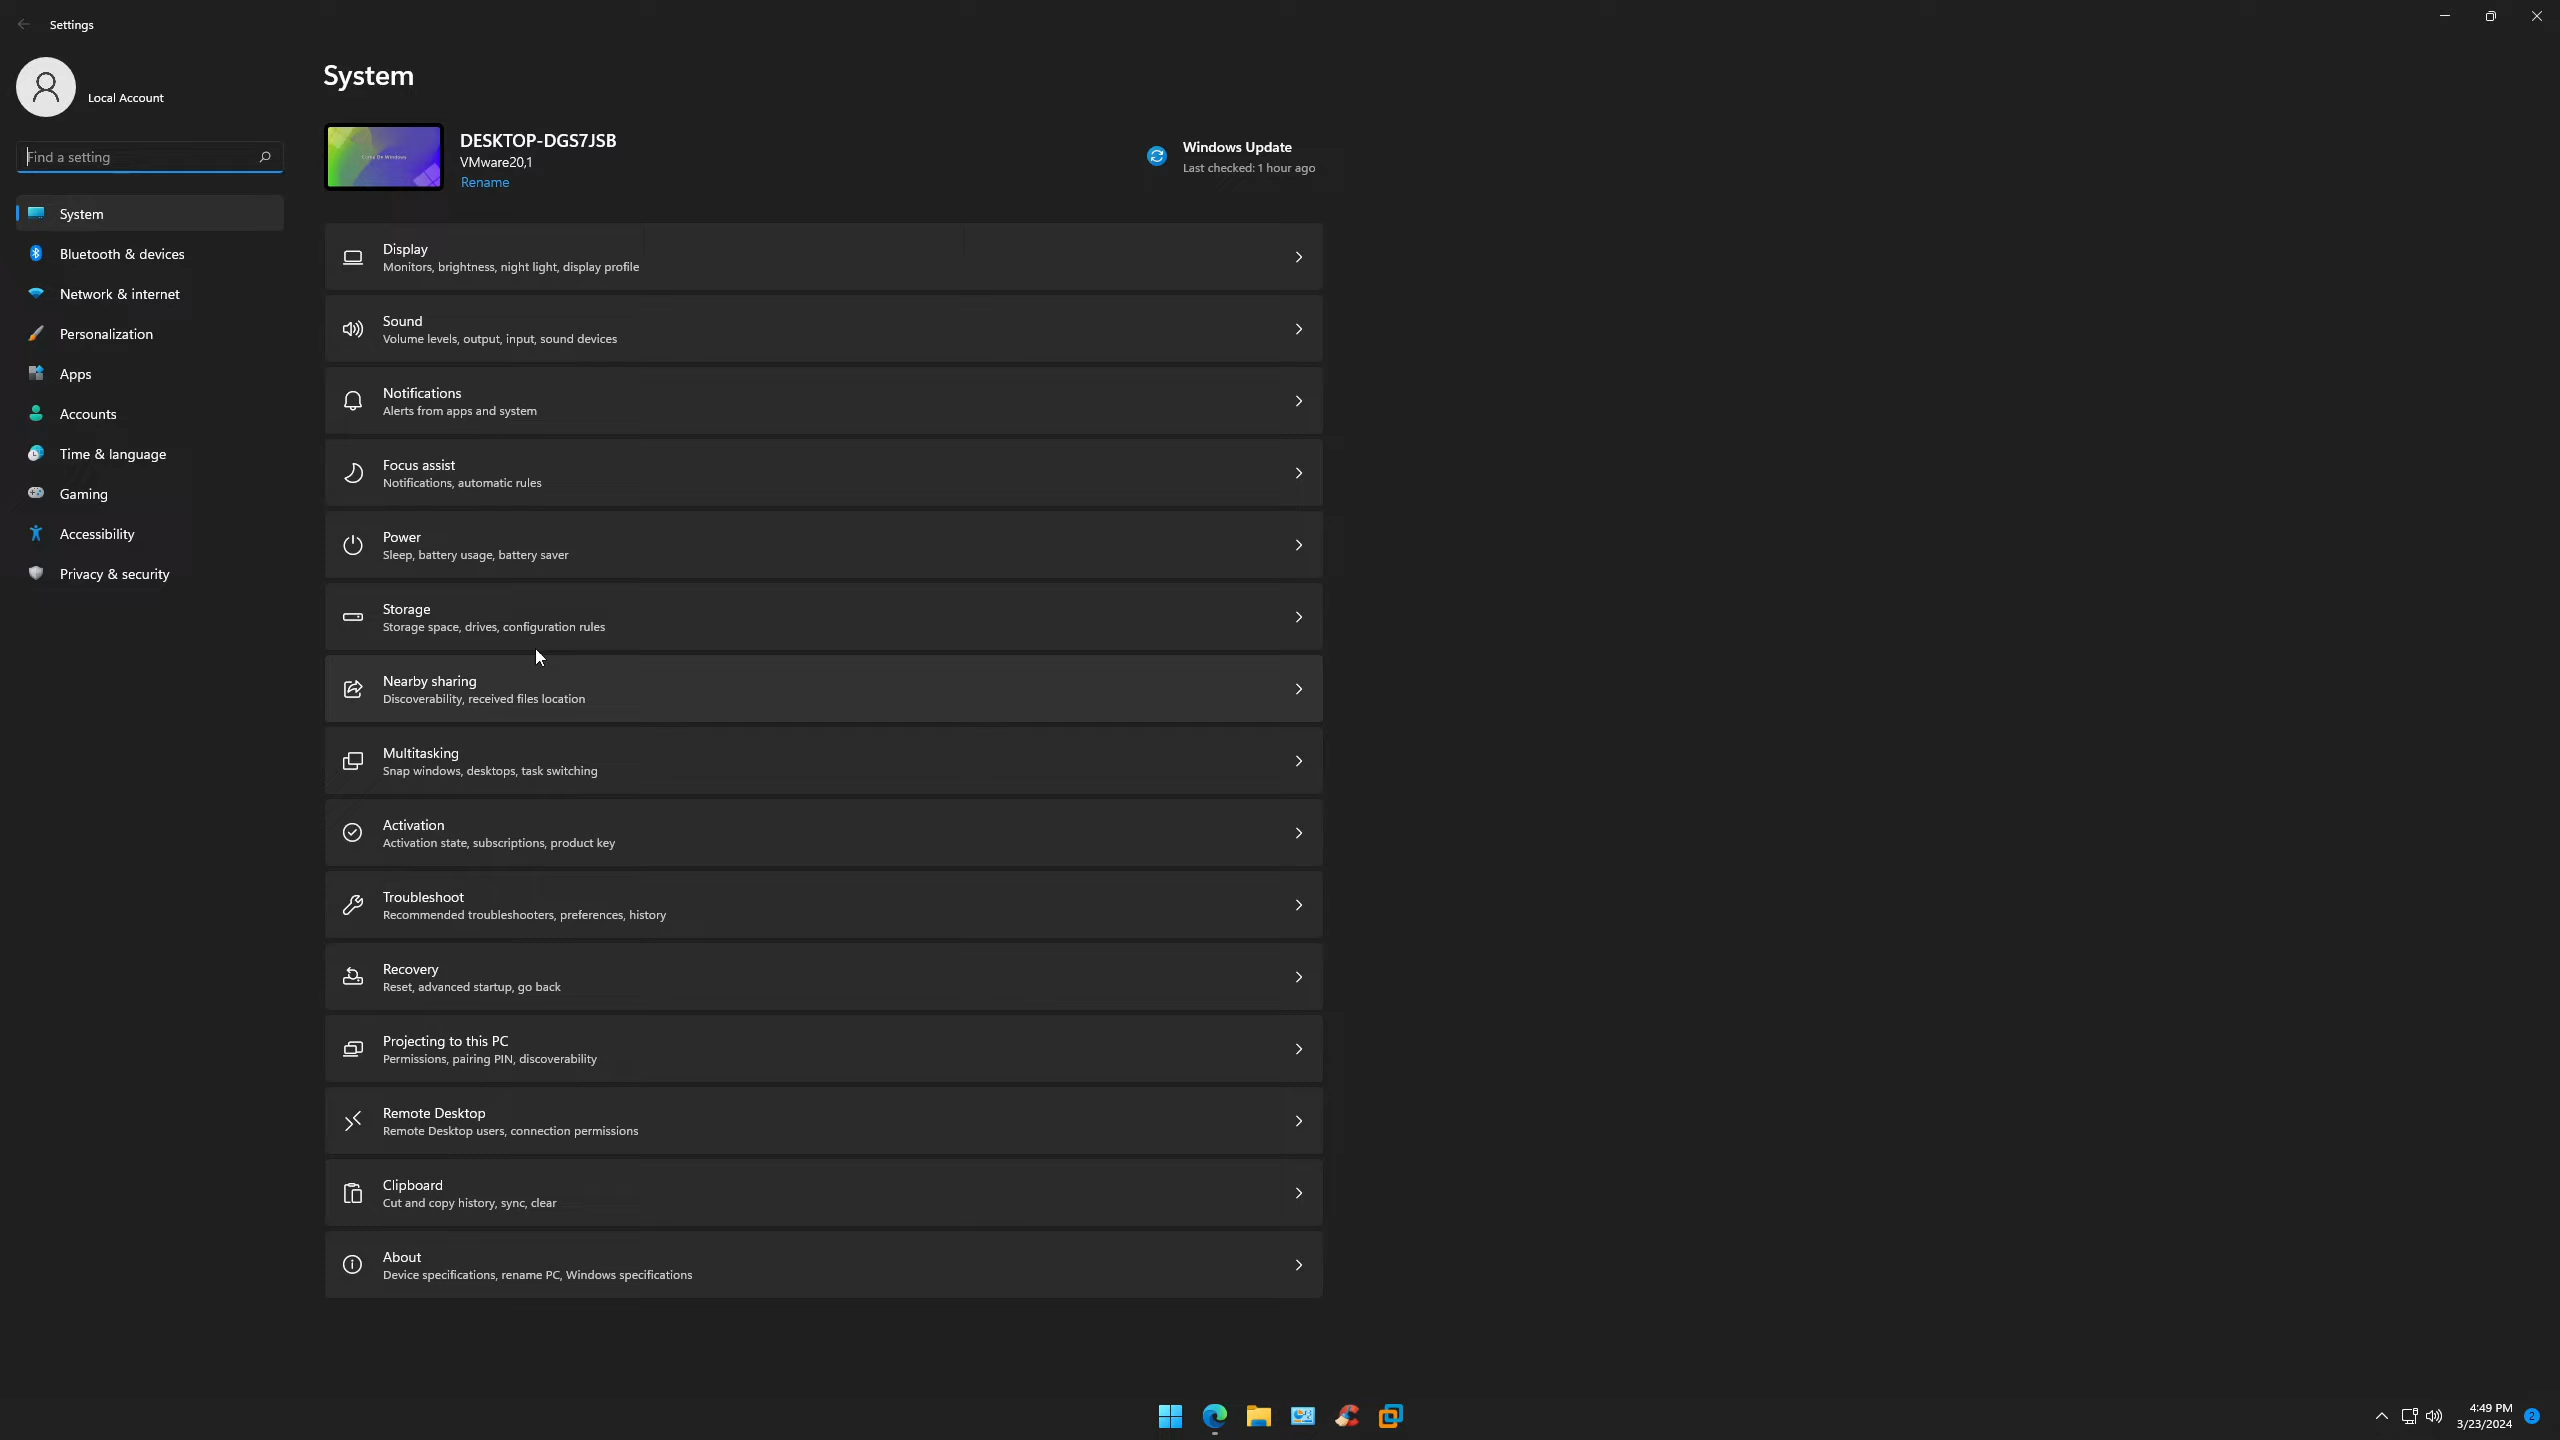 Settings
Local Account
Find a setting
System
Bluetooth & devices
Network & internet
Personalization
Apps
Accounts
Time & language
Gaming
Accessibility
Privacy & security
System
DESKTOP-DGS7JSB
VMware20,1
Rename
Windows Update
Last checked: 1 hour ago
Display
Monitors, brightness, night light, display profile
Sound
Volume levels, output, input, sound devices
Notifications
Alerts from apps and system
Focus assist
Notifications, automatic rules
Power
Sleep, battery usage, battery saver
Storage
Storage space, drives, configuration rules
Nearby sharing
Discoverability, received files location
Multitasking
Snap windows, desktops, task switching
Activation
Activation state, subscriptions, product key
Troubleshoot
Recommended troubleshooters, preferences, history
Recovery
Reset, advanced startup, go back
Projecting to this PC
Permissions, pairing PIN, discoverability
Remote Desktop
Remote Desktop users, connection permissions
Clipboard
Cut and copy history, sync, clear
About
Device specifications, rename PC, Windows specifications
4:49 PM
3/23/2024
2